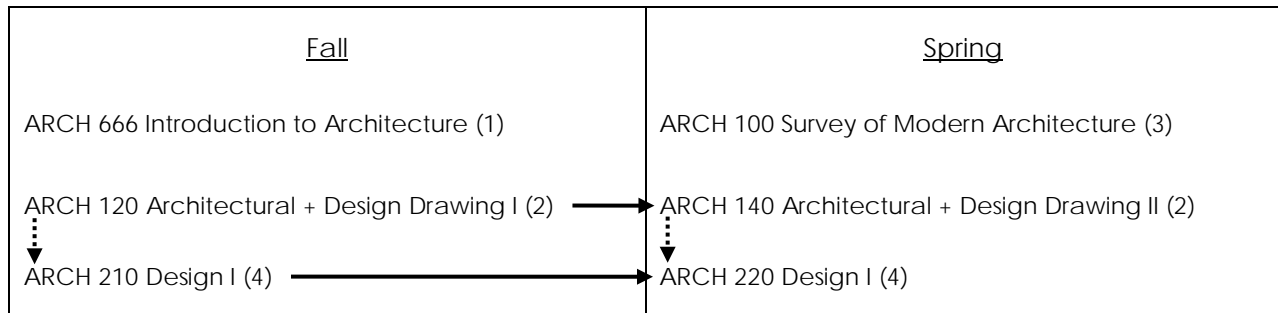 Fall
ARCH 666 Introduction to Architecture (1)
ARCH 120 Architectural + Design Drawing I (2)
ARCH 210 Design I (4)
Spring
ARCH 100 Survey of Modern Architecture (3)
ARCH 140 Architectural + Design Drawing II (2)
ARCH 220 Design I (4)